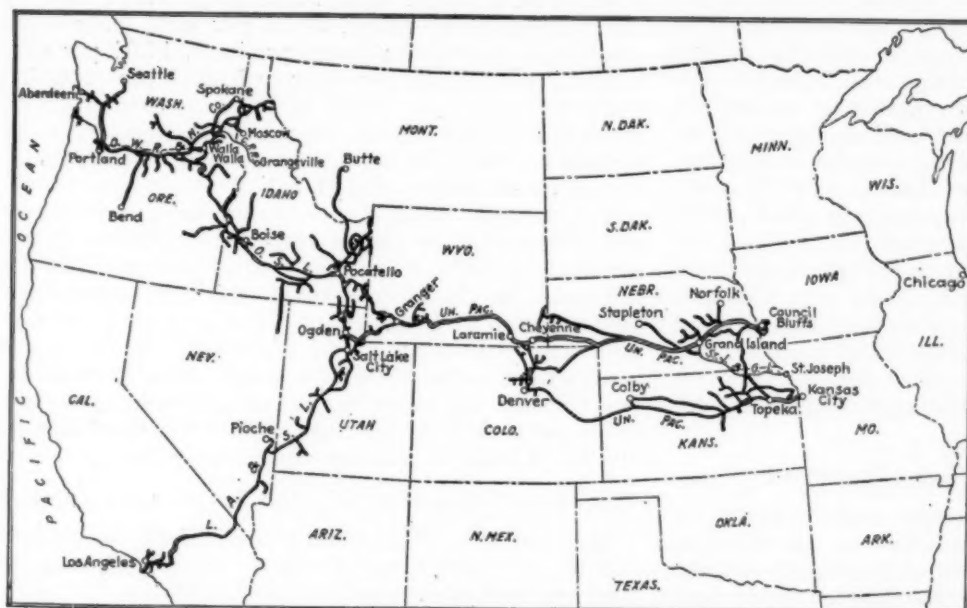 Seattle
Aberdeen
WASH.
Spokane
Moscow
Walla
Walla
Grangeville
O. W. R. & N. Co.
Portland
MONT.
Butte
N. DAK.
MINN.
WIS.
ORE.
Bend
IDAHO
Boise
O. S. L.
Pocatello
S. DAK.
WYO.
IOWA
Chicago
NEBR.
Norfolk
Stapleton
Council
Bluffs
Granger
UN. PAC.
Laramie
Cheyenne
Grand Island
UN. PAC.
Ogden
Salt Lake
City
NEV.
ILL.
St. Joseph
Kansas
City
Topeka
Colby
Denver
UN. PAC.
KANS.
MO.
CAL.
UTAH
COLO.
Pioche
L. A. & S. L.
PACIFIC OCEAN
Los Angeles
ARIZ.
N. MEX.
OKLA.
ARK.
TEXAS.